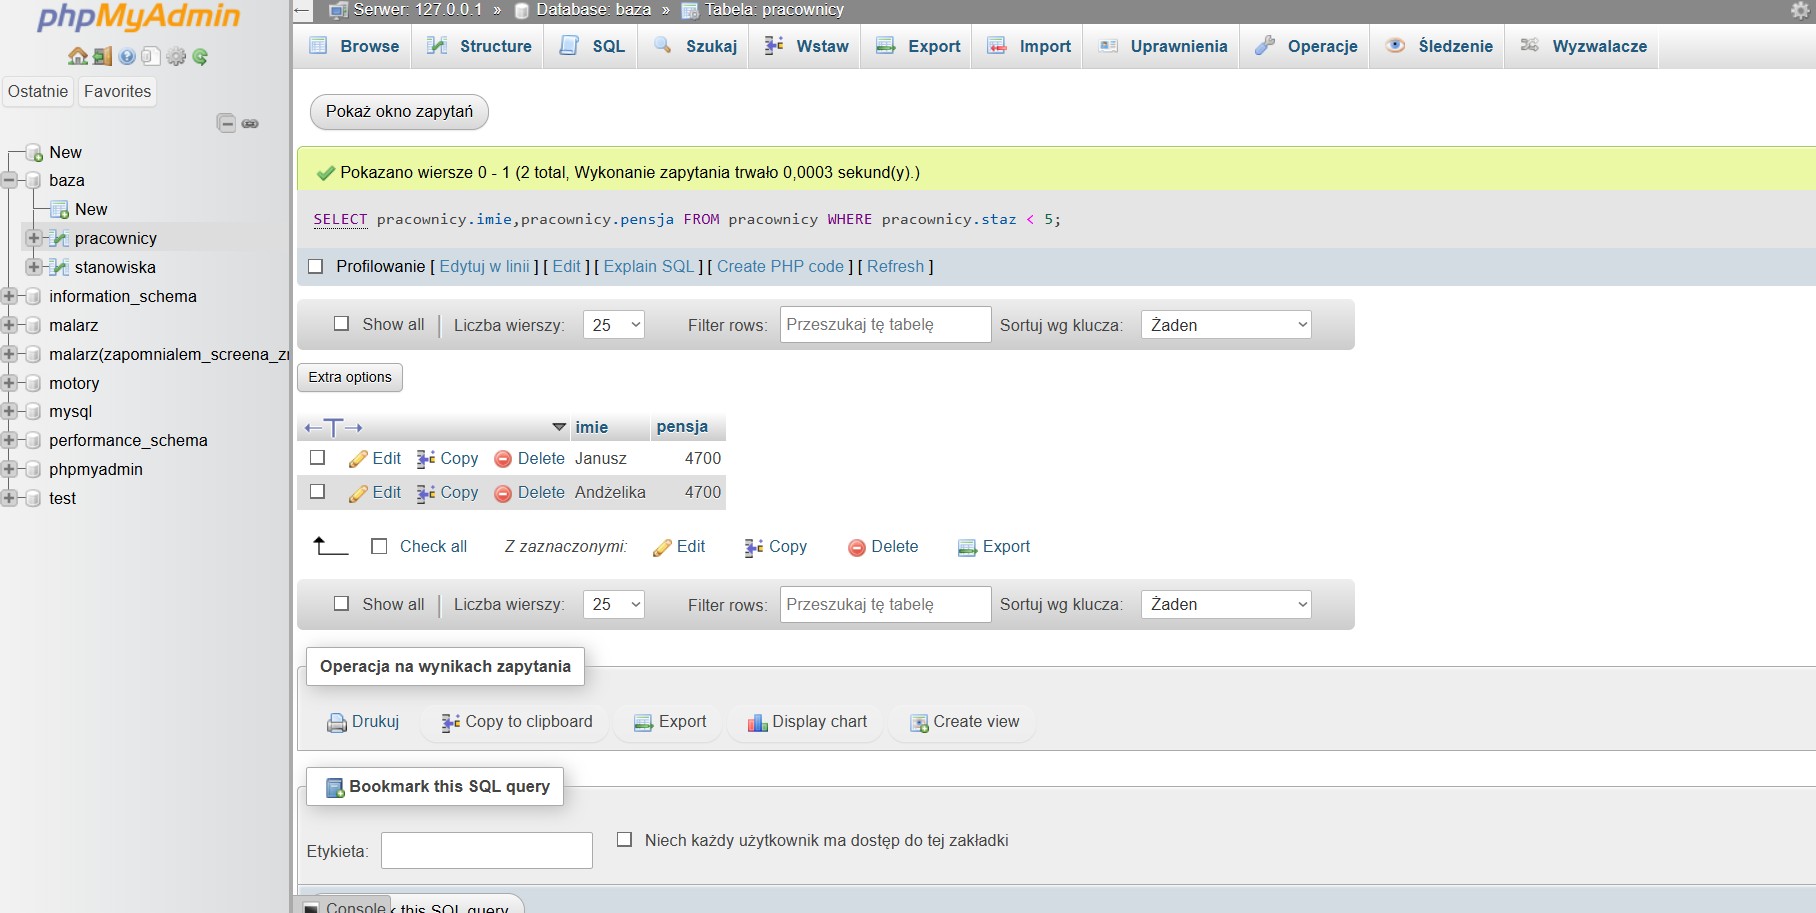 phpMyAdmin
Ostatnie Favorites
New
baza
New
pracownicy
stanowiska
information_schema
malarz
malarz(zapomnialem_screena_zr
motory
mysql
performance_schema
phpmyadmin
test
Serwer: 127.0.0.1 » Database: baza » Tabela: pracownicy
Browse Structure SQL Szukaj Wstaw Export Import Uprawnienia Operacje Śledzenie Wyzwalacze
Pokaż okno zapytań
Pokazano wiersze 0 - 1 (2 total, Wykonanie zapytania trwało 0,0003 sekund(y).)
SELECT pracownicy.imie,pracownicy.pensja FROM pracownicy WHERE pracownicy.staz < 5;
Profilowanie [ Edytuj w linii ] [ Edit ] [ Explain SQL ] [ Create PHP code ] [ Refresh ]
Show all | Liczba wierszy: 25 Filter rows: Przeszukaj tę tabelę Sortuj wg klucza: Żaden
Extra options
←T→ imie pensja
Edit Copy Delete Janusz 4700
Edit Copy Delete Andżelika 4700
Check all Z zaznaczonymi: Edit Copy Delete Export
Show all | Liczba wierszy: 25 Filter rows: Przeszukaj tę tabelę Sortuj wg klucza: Żaden
Operacja na wynikach zapytania
Drukuj Copy to clipboard Export Display chart Create view
Bookmark this SQL query
Etykieta: Niech każdy użytkownik ma dostęp do tej zakładki
Console this SQL query